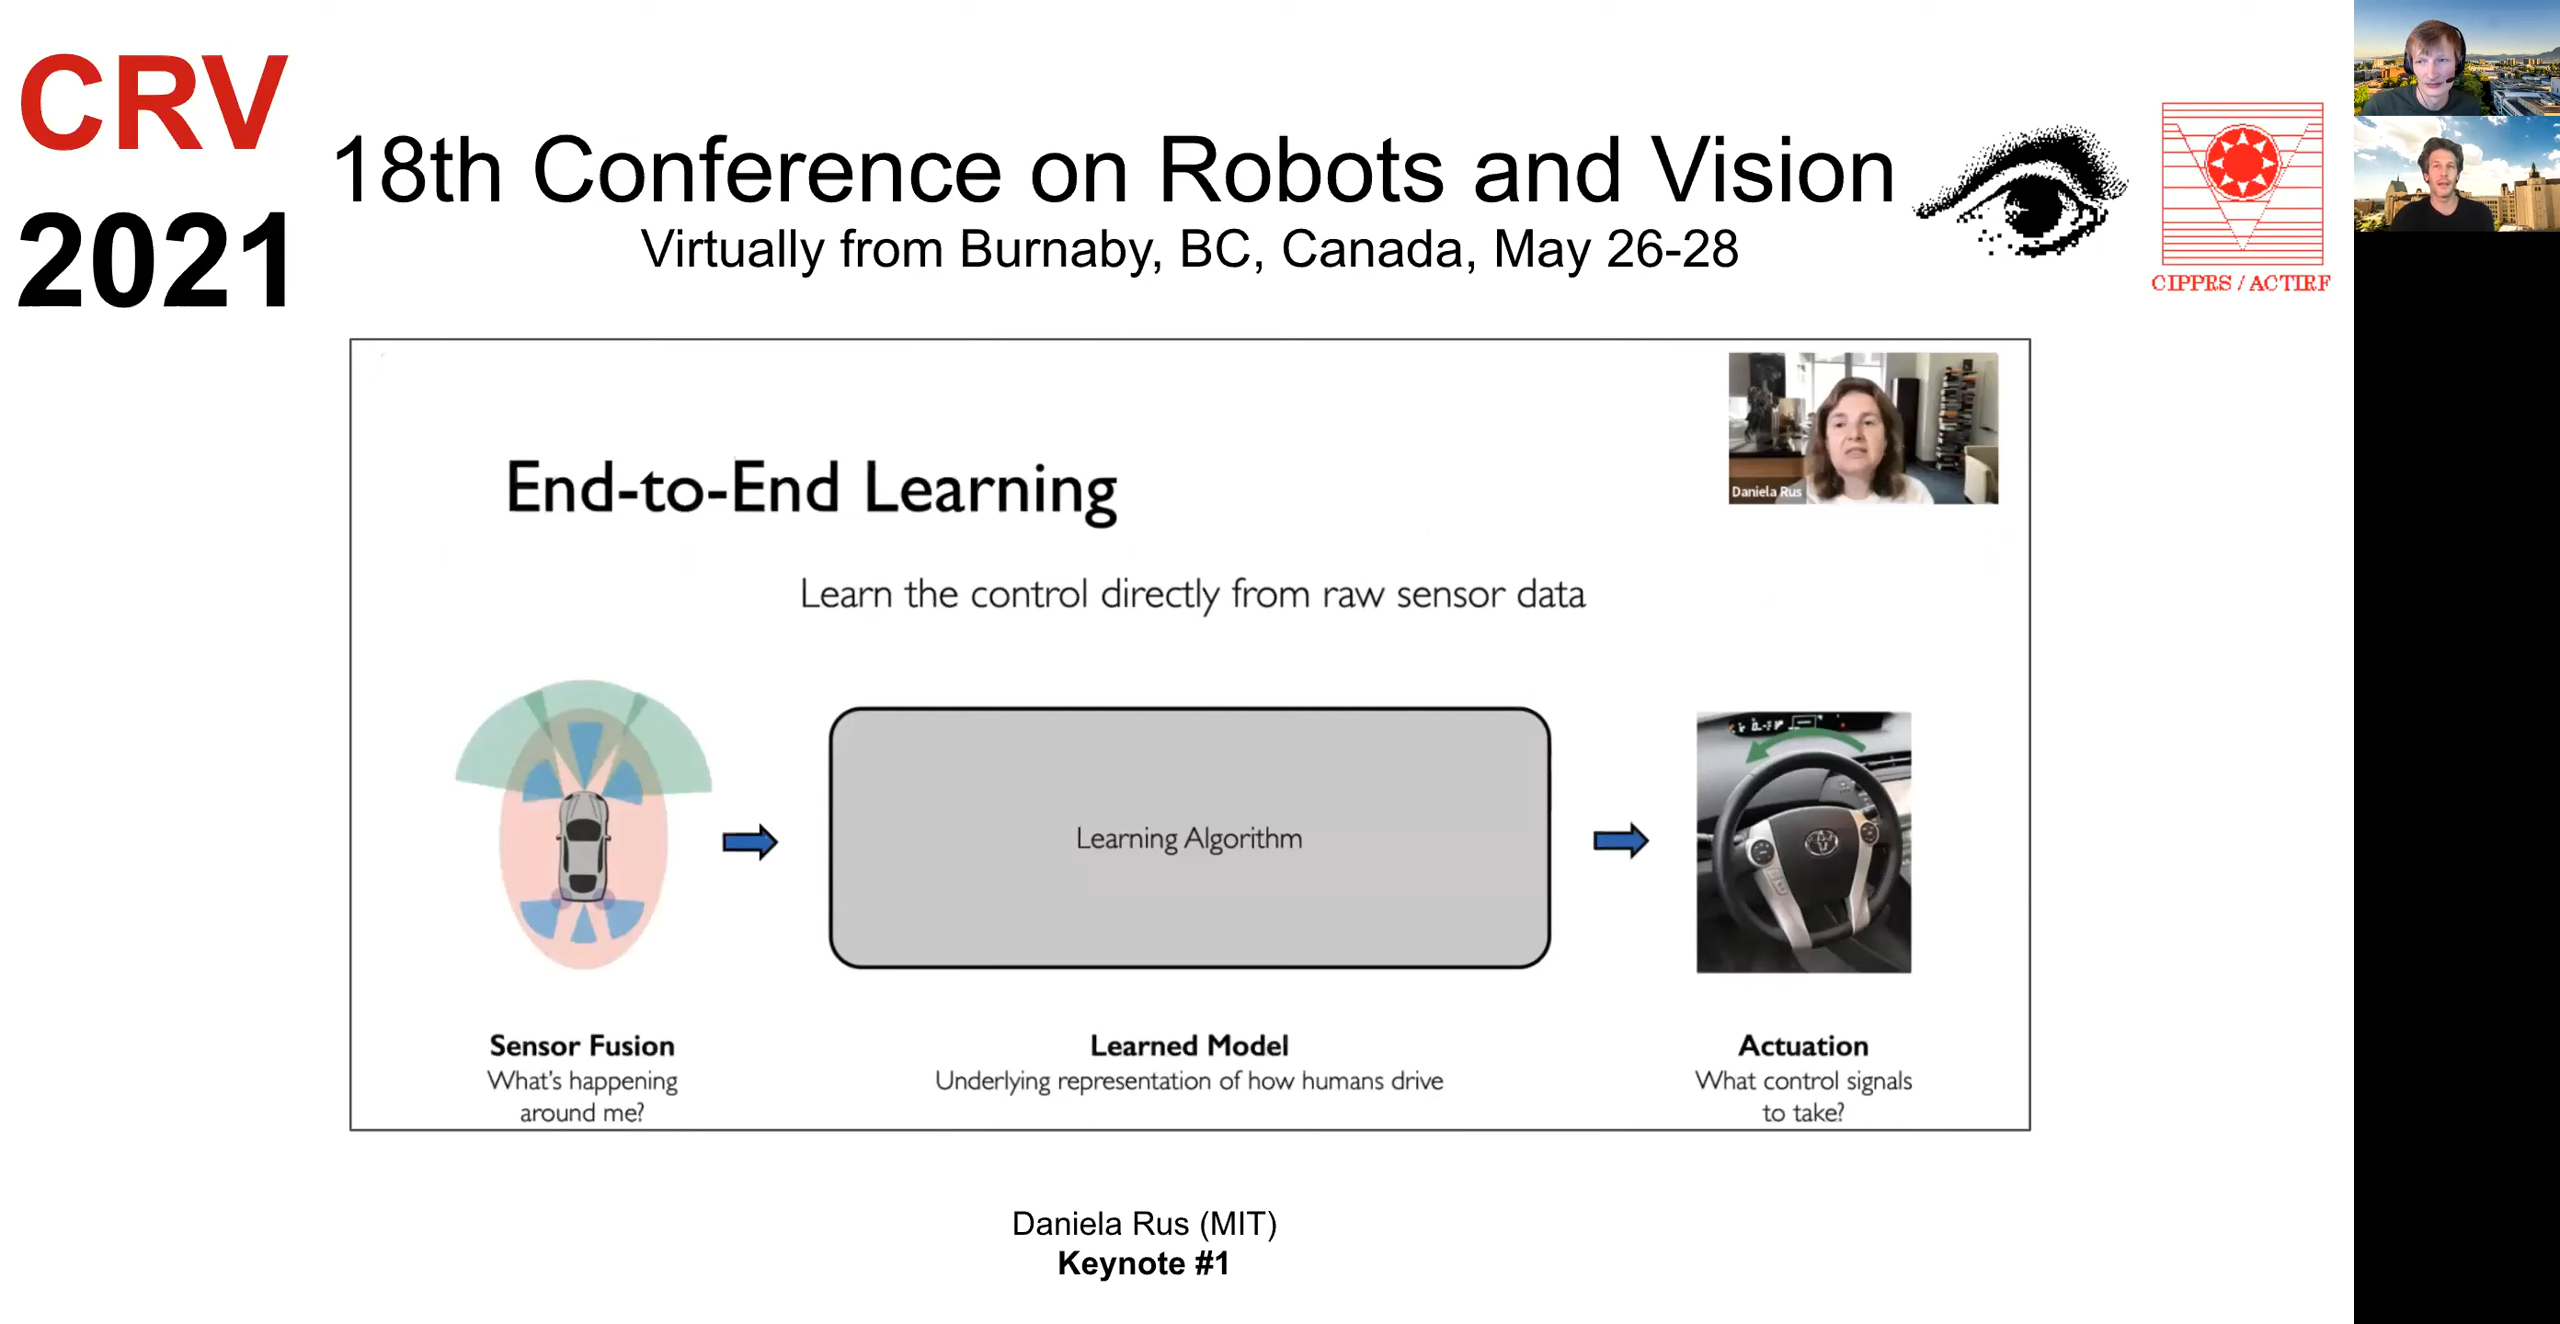 CRV
2021
18th Conference on Robots and Vision
Virtually from Burnaby, BC, Canada, May 26-28
CIPPRS / ACTIRF
Daniela Rus
End-to-End Learning
Learn the control directly from raw sensor data
Learning Algorithm
Sensor Fusion
What's happening
around me?
Learned Model
Underlying representation of how humans drive
Actuation
What control signals
to take?
Daniela Rus (MIT)
Keynote #1